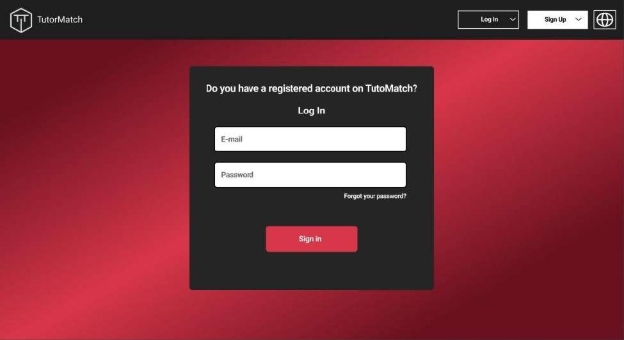 TutorMatch
Log In
Sign Up
Do you have a registered account on TutoMatch?
Log In
E-mail
Password
Forgot your password?
Sign in